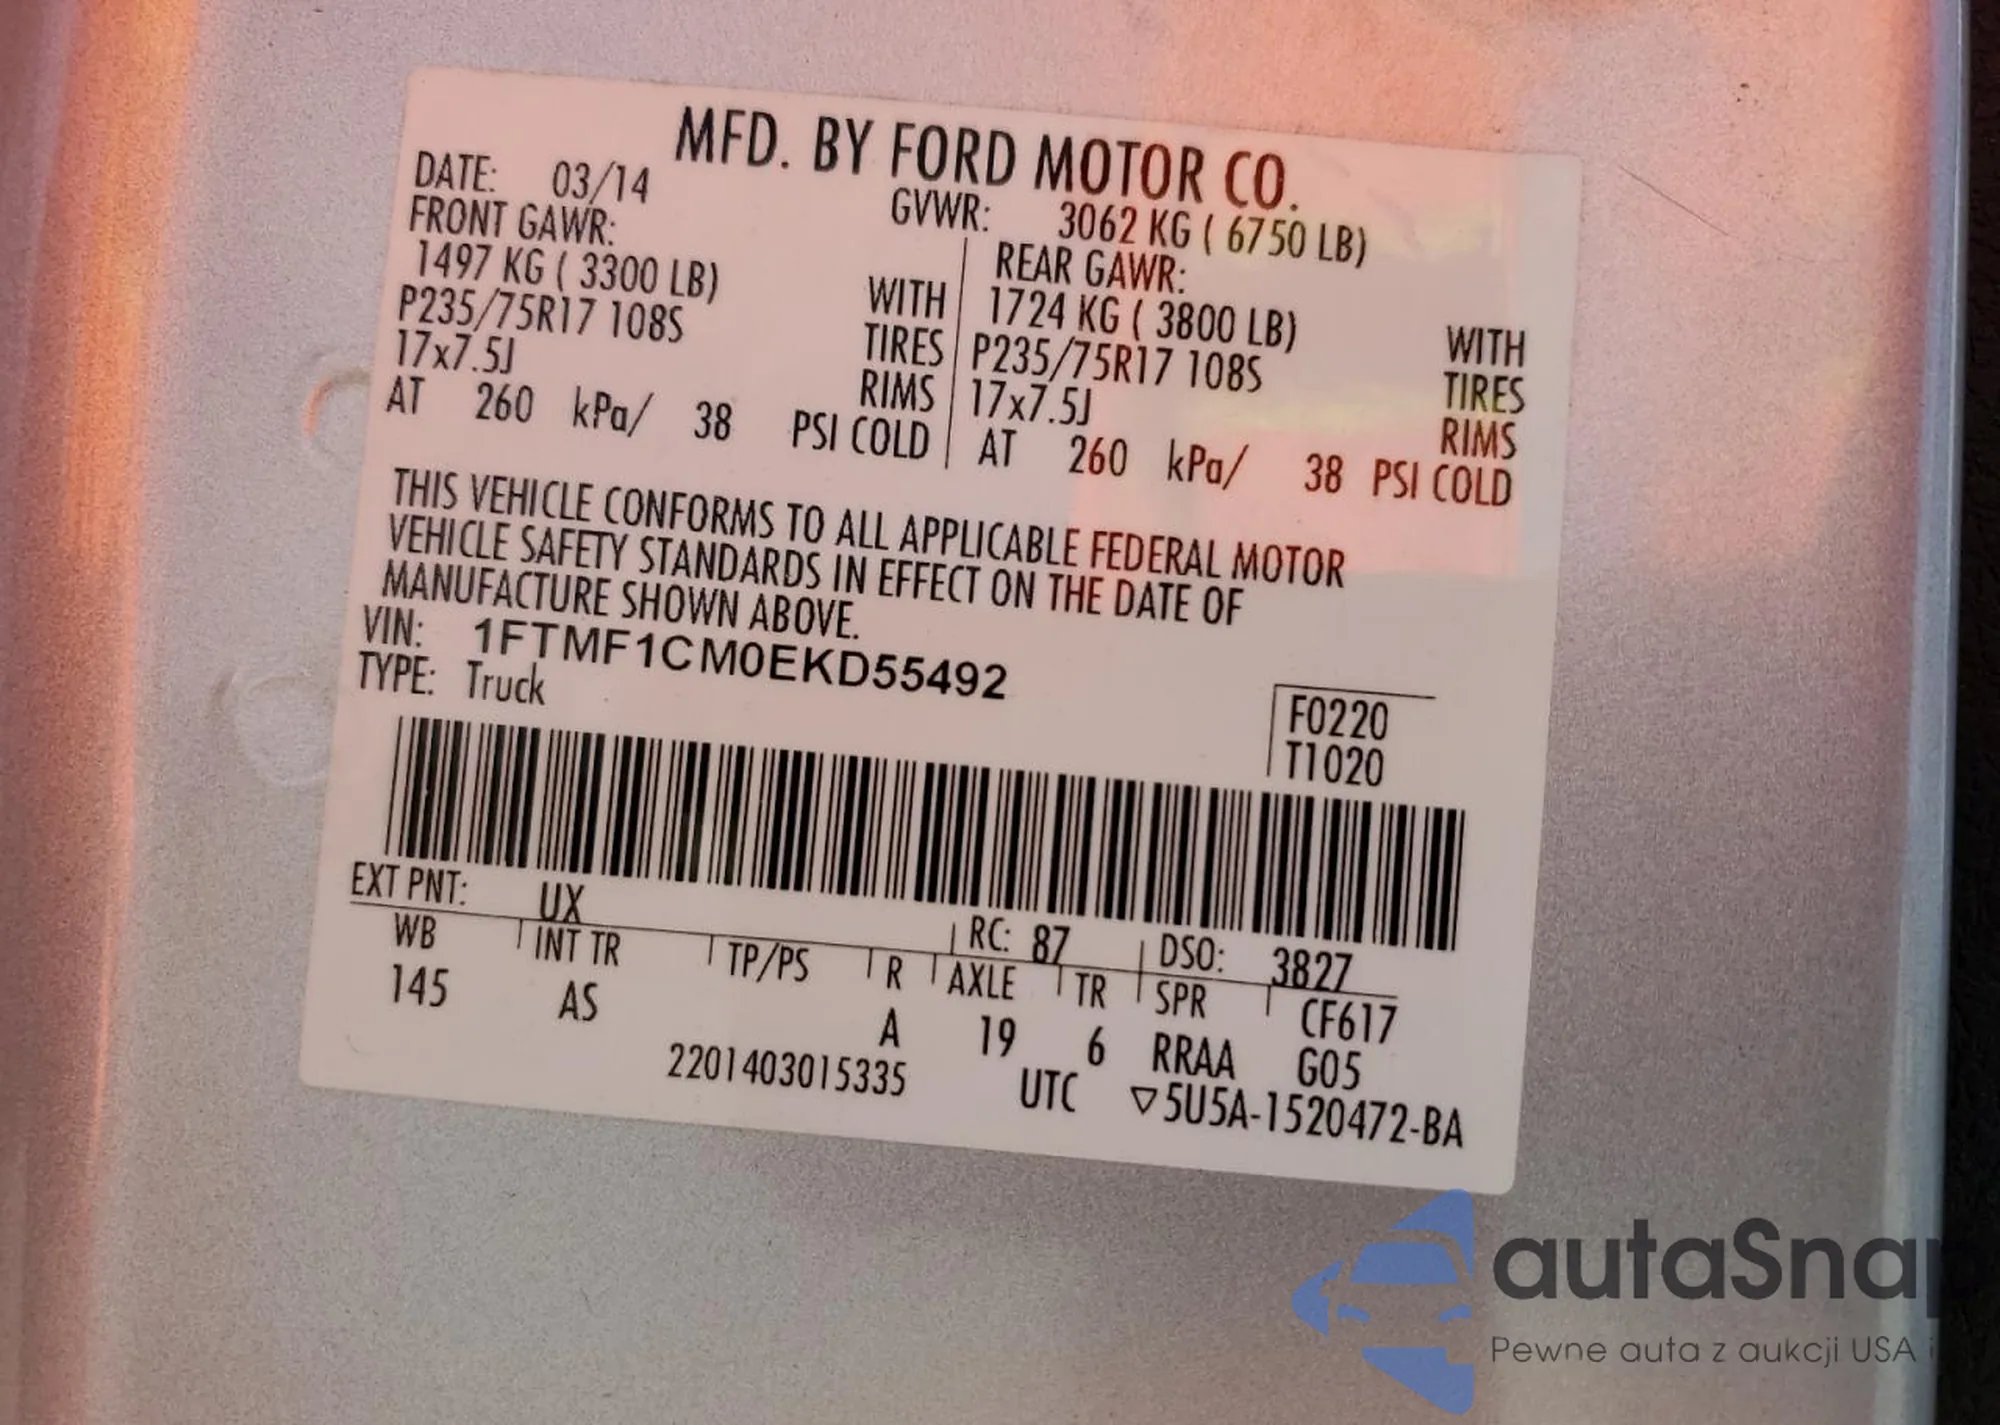 MFD. BY FORD MOTOR CO.
DATE: 03/14
GVWR: 3062 KG ( 6750 LB)
FRONT GAWR:
1497 KG ( 3300 LB) WITH
P235/75R17 108S TIRES
17x7.5J RIMS
AT 260 kPa/ 38 PSI COLD
REAR GAWR:
1724 KG ( 3800 LB) WITH
P235/75R17 108S TIRES
17x7.5J RIMS
AT 260 kPa/ 38 PSI COLD
THIS VEHICLE CONFORMS TO ALL APPLICABLE FEDERAL MOTOR
VEHICLE SAFETY STANDARDS IN EFFECT ON THE DATE OF
MANUFACTURE SHOWN ABOVE.
VIN: 1FTMF1CM0EKD55492
TYPE: Truck
F0220
T1020
EXT PNT: UX RC: 87 DSO: 3827
WB INT TR TP/PS R AXLE TR SPR CF617
145 AS A 19 6 RRAA G05
2201403015335 UTC ▽5U5A-1520472-BA
autaSnap
Pewne auta z aukcji USA i